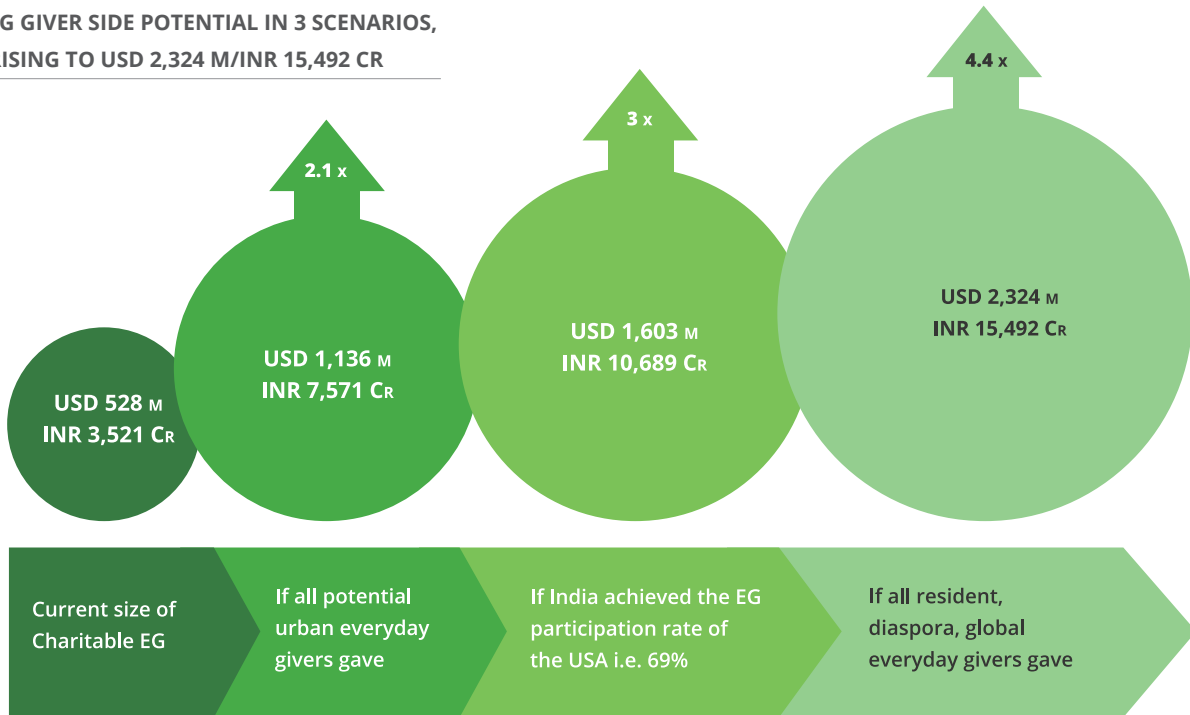 G GIVER SIDE POTENTIAL IN 3 SCENARIOS,
RISING TO USD 2,324 M/INR 15,492 CR
2.1 x
3 x
4.4 x
USD 528 M
INR 3,521 CR
USD 1,136 M
INR 7,571 CR
USD 1,603 M
INR 10,689 CR
USD 2,324 M
INR 15,492 CR
Current size of
Charitable EG
If all potential
urban everyday
givers gave
If India achieved the EG
participation rate of
the USA i.e. 69%
If all resident,
diaspora, global
everyday givers gave